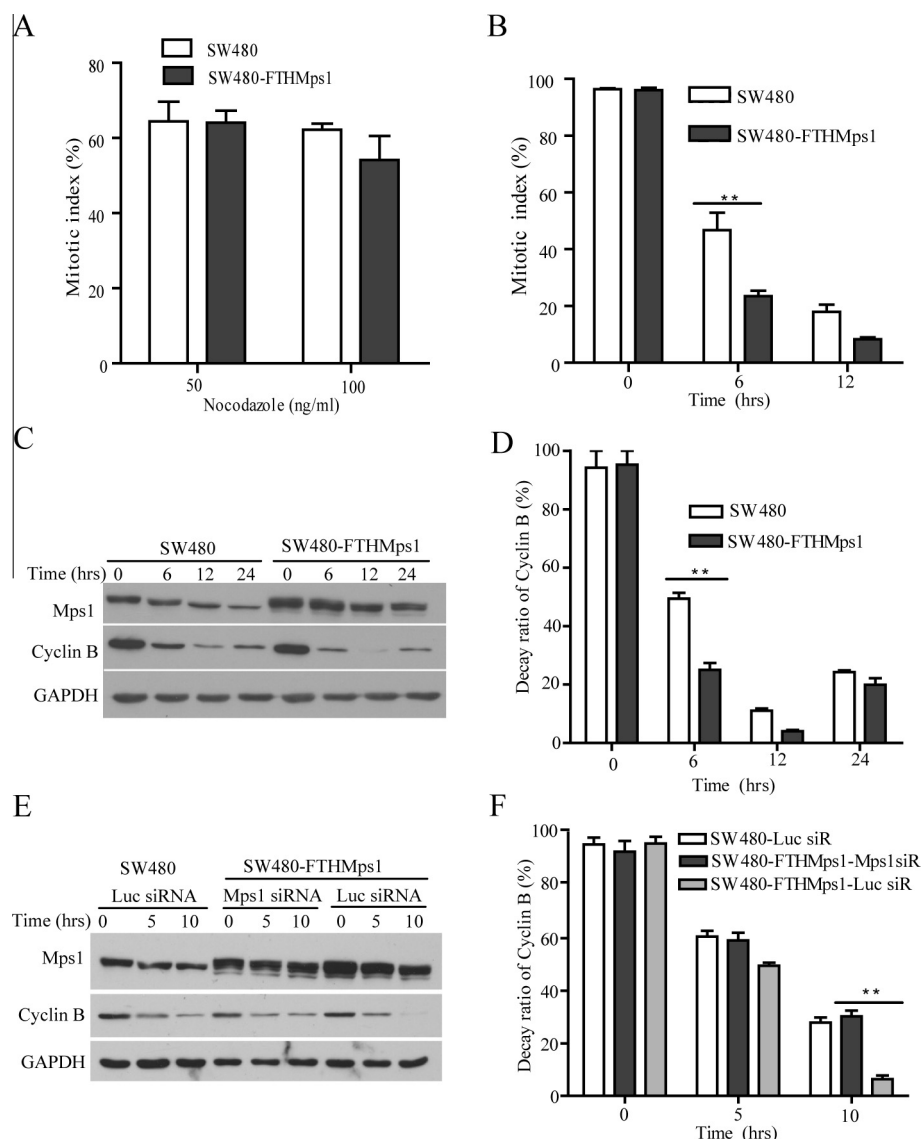 A
SW480
SW480-FTHMps1
Mitotic index (%)
80
60
40
20
0
50 100
Nocodazole (ng/ml)
B
SW480
SW480-FTHMps1
Mitotic index (%)
100
80
60
40
20
0
**
0 6 12
Time (hrs)
C
SW480 SW480-FTHMps1
Time (hrs) 0 6 12 24 0 6 12 24
Mps1
Cyclin B
GAPDH
D
SW480
SW480-FTHMps1
Decay ratio of Cyclin B (%)
100
80
60
40
20
0
**
0 6 12 24
Time (hrs)
E
SW480 SW480-FTHMps1
Luc siRNA Mps1 siRNA Luc siRNA
Time (hrs) 0 5 10 0 5 10 0 5 10
Mps1
Cyclin B
GAPDH
F
SW480-Luc siR
SW480-FTHMps1-Mps1siR
SW480-FTHMps1-Luc siR
Decay ratio of Cyclin B (%)
100
80
60
40
20
0
**
0 5 10
Time (hrs)